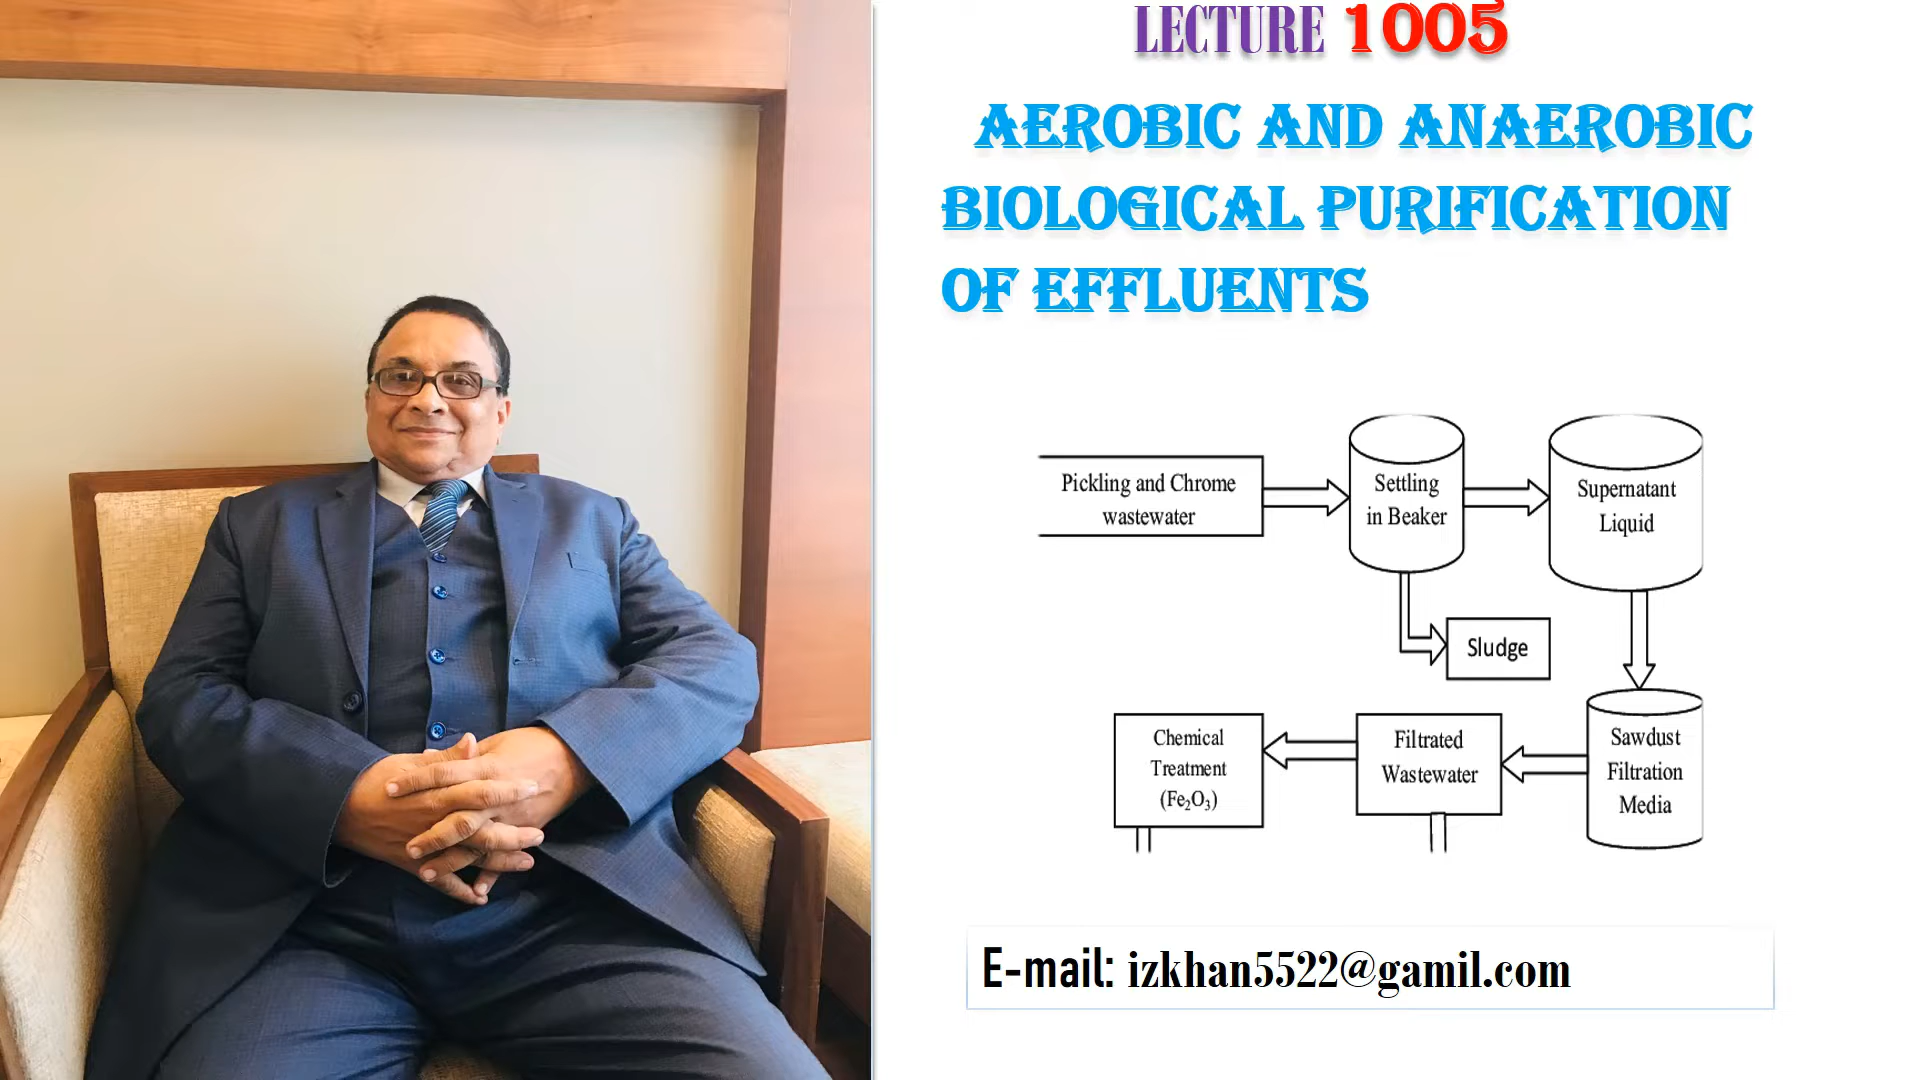 LECTURE 1005
AEROBIC AND ANAEROBIC
BIOLOGICAL PURIFICATION
OF EFFLUENTS
Pickling and Chrome
wastewater
Settling
in Beaker
Supernatant
Liquid
Sludge
Chemical
Treatment
(Fe₂O₃)
Filtrated
Wastewater
Sawdust
Filtration
Media
E-mail: izkhan5522@gamil.com